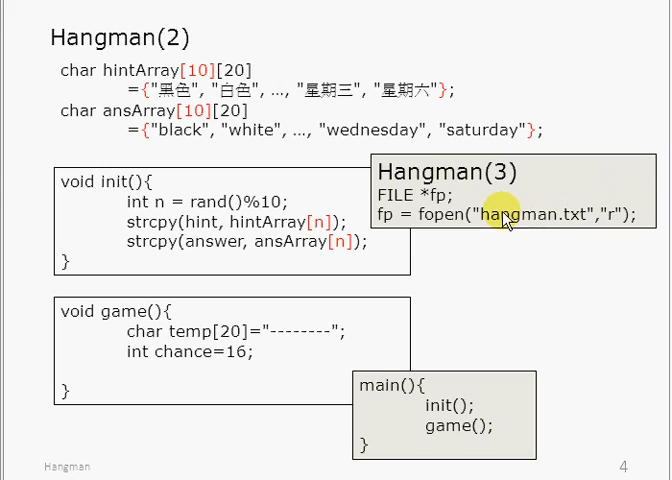 Hangman(2)
char hintArray[10][20]
={"黑色", "白色", …, "星期三", "星期六"};
char ansArray[10][20]
={"black", "white", …, "wednesday", "saturday"};
void init(){
int n = rand()%10;
strcpy(hint, hintArray[n]);
strcpy(answer, ansArray[n]);
}
Hangman(3)
FILE *fp;
fp = fopen("hangman.txt","r");
void game(){
char temp[20]="--------";
int chance=16;
}
main(){
init();
game();
}
Hangman
4